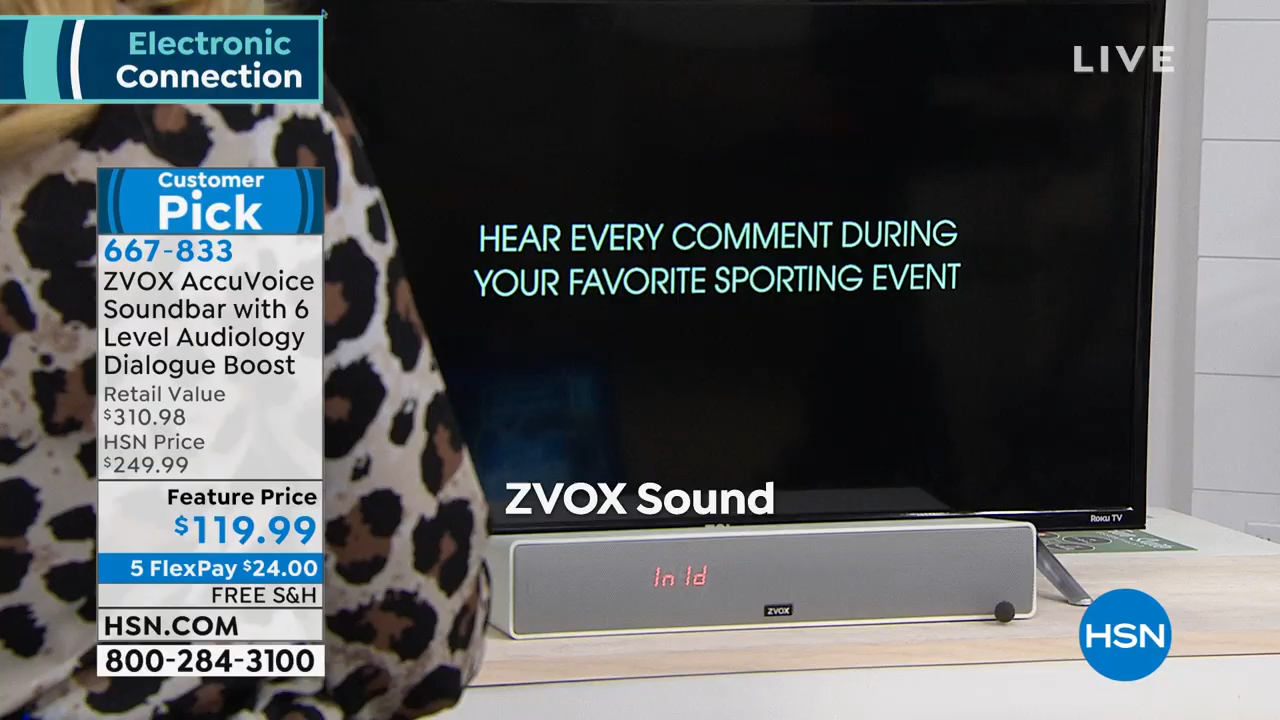 Electronic
Connection
LIVE
Customer
Pick
667-833
ZVOX AccuVoice
Soundbar with 6
Level Audiology
Dialogue Boost
Retail Value
$310.98
HSN Price
$249.99
Feature Price
$119.99
5 FlexPay $24.00
FREE S&H
HSN.COM
800-284-3100
HEAR EVERY COMMENT DURING
YOUR FAVORITE SPORTING EVENT
ZVOX Sound
Roku TV
In 1d
ZVOX
HSN